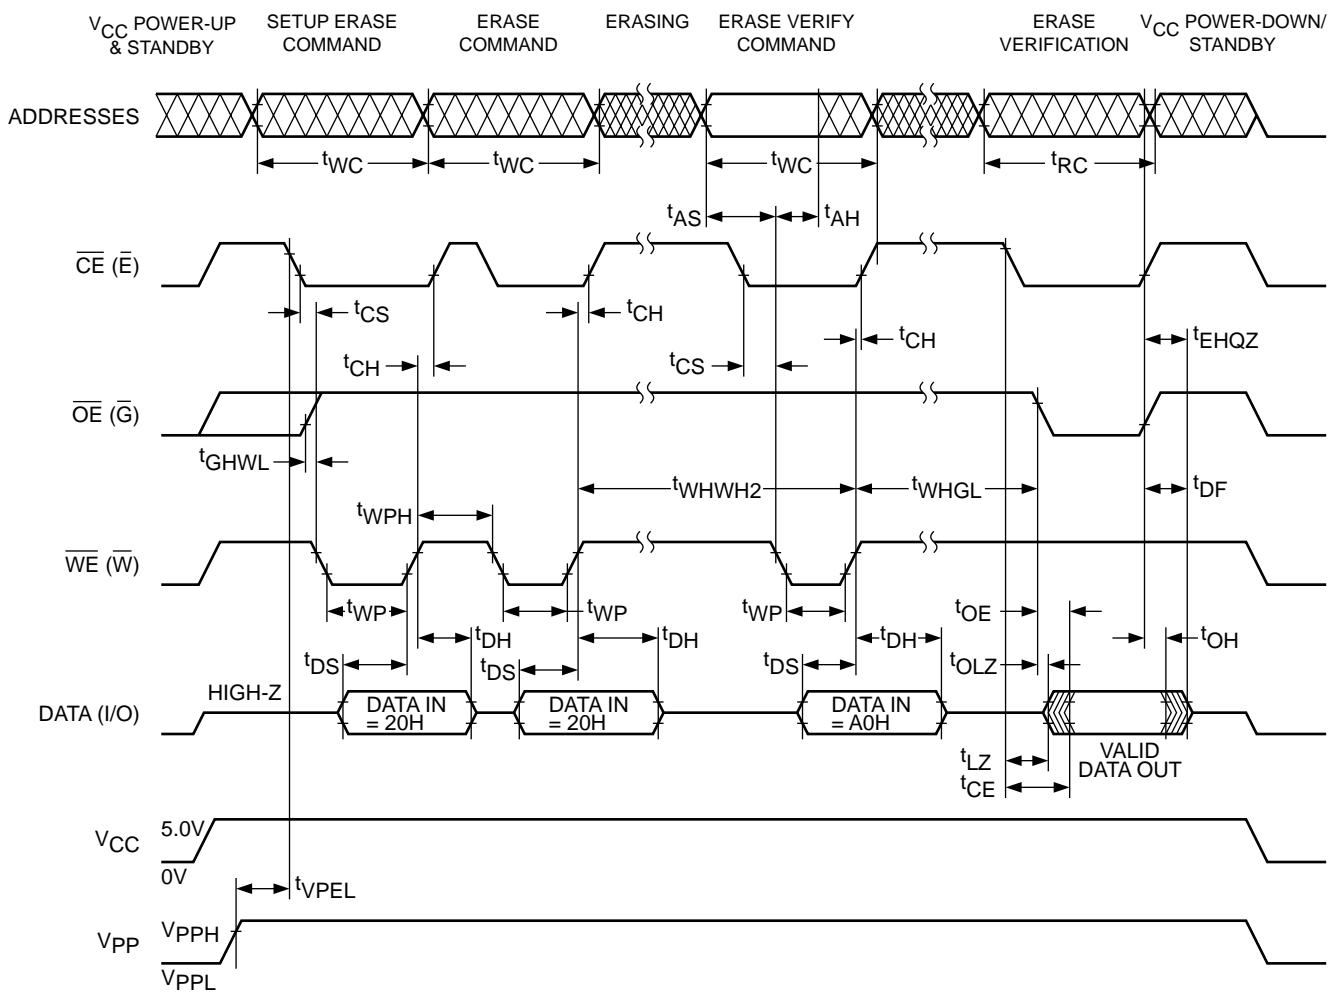 VCC POWER-UP & STANDBY
SETUP ERASE COMMAND
ERASE COMMAND
ERASING
ERASE VERIFY COMMAND
ERASE VERIFICATION
VCC POWER-DOWN/ STANDBY
ADDRESSES
tWC
tWC
tWC
tRC
tAS
tAH
CE (E)
tCS
tCH
tCH
tCS
tCH
tEHQZ
OE (G)
tGHWL
tWHWH2
tWHGL
tDF
tWPH
WE (W)
tWP
tWP
tWP
tOE
tDH
tDH
tDH
tOH
tDS
tDS
tDS
tOLZ
HIGH-Z
DATA (I/O)
DATA IN
= 20H
DATA IN
= 20H
DATA IN
= A0H
VALID
DATA OUT
tLZ
tCE
VCC
5.0V
0V
tVPEL
VPP
VPPH
VPPL